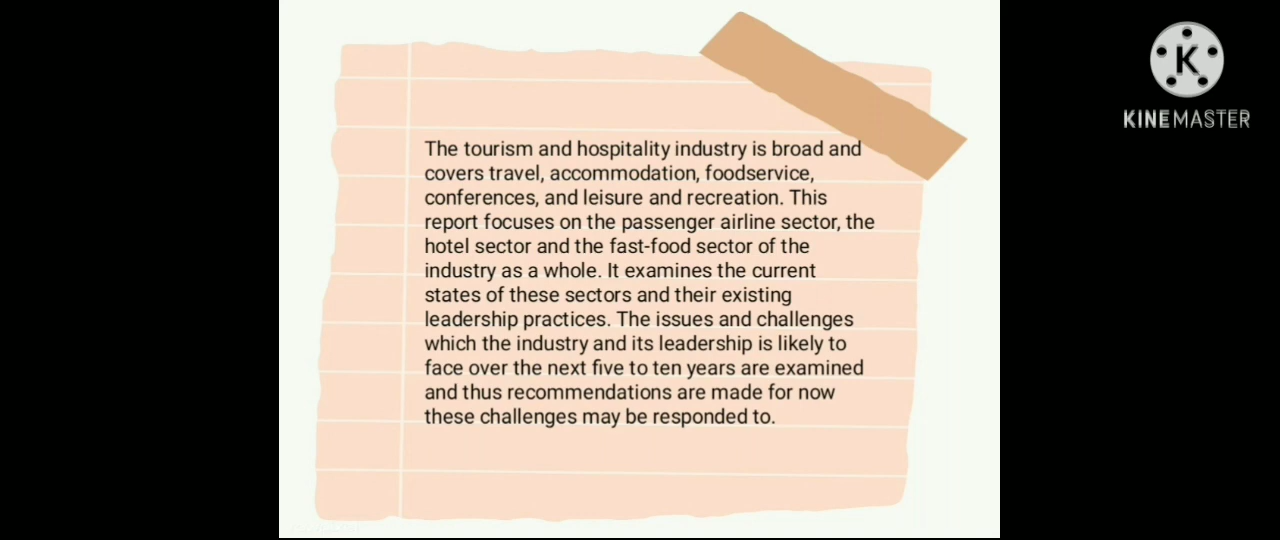 The tourism and hospitality industry is broad and
covers travel, accommodation, foodservice,
conferences, and leisure and recreation. This
report focuses on the passenger airline sector, the
hotel sector and the fast-food sector of the
industry as a whole. It examines the current
states of these sectors and their existing
leadership practices. The issues and challenges
which the industry and its leadership is likely to
face over the next five to ten years are examined
and thus recommendations are made for now
these challenges may be responded to.
K
KINEMASTER